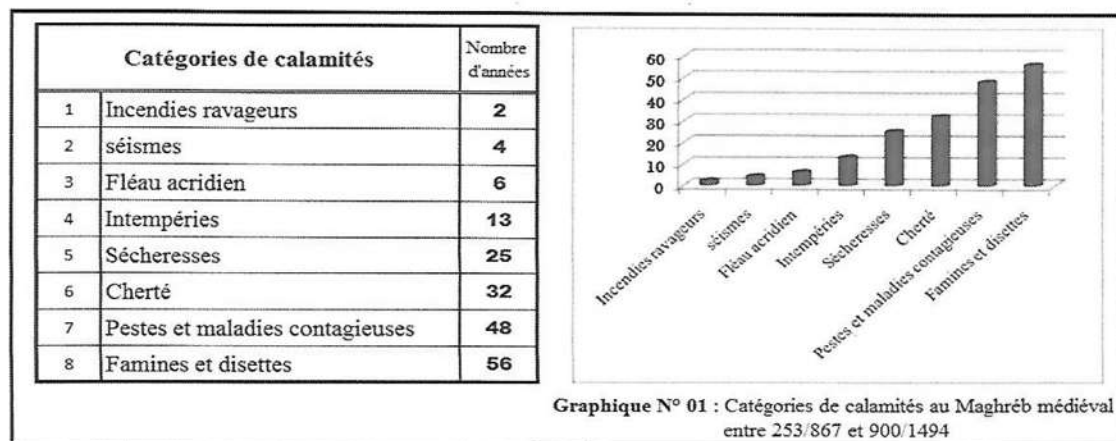 Catégories de calamités
Nombre
d'années
1 Incendies ravageurs 2
2 séismes 4
3 Fléau acridien 6
4 Intempéries 13
5 Sécheresses 25
6 Cherté 32
7 Pestes et maladies contagieuses 48
8 Famines et disettes 56
60
50
40
30
20
10
0
Incendies ravageurs
séismes
Fléau acridien
Intempéries
Sécheresses
Cherté
Pestes et maladies contagieuses
Famines et disettes
Graphique N° 01 : Catégories de calamités au Maghréb médiéval
entre 253/867 et 900/1494